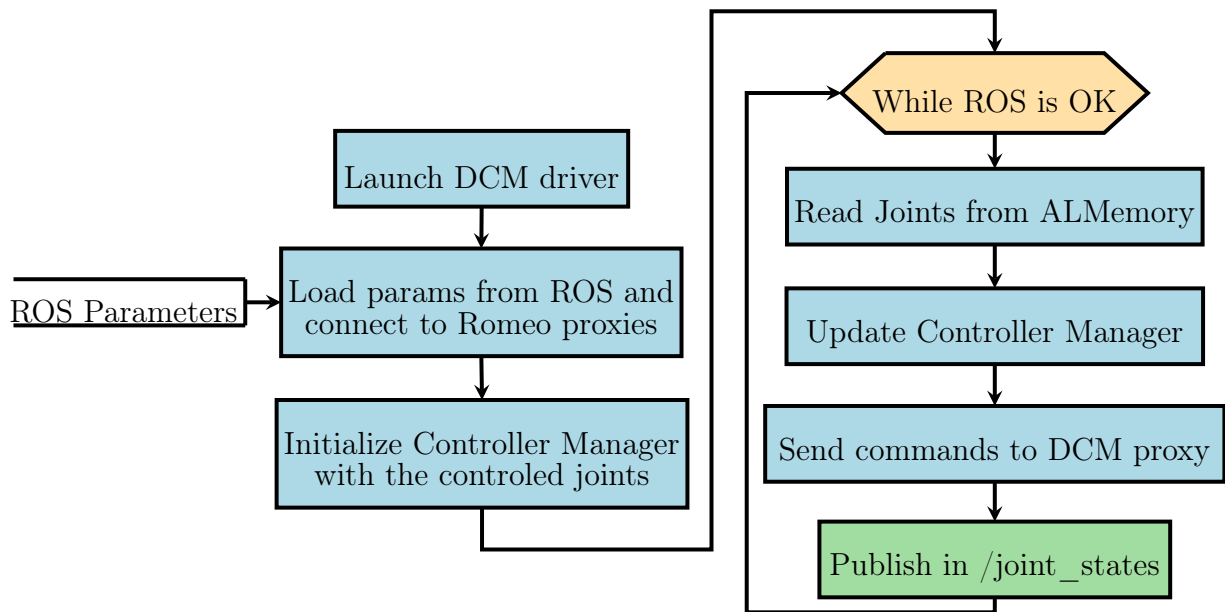 Launch DCM driver
ROS Parameters
Load params from ROS and
connect to Romeo proxies
Initialize Controller Manager
with the controled joints
While ROS is OK
Read Joints from ALMemory
Update Controller Manager
Send commands to DCM proxy
Publish in /joint_states